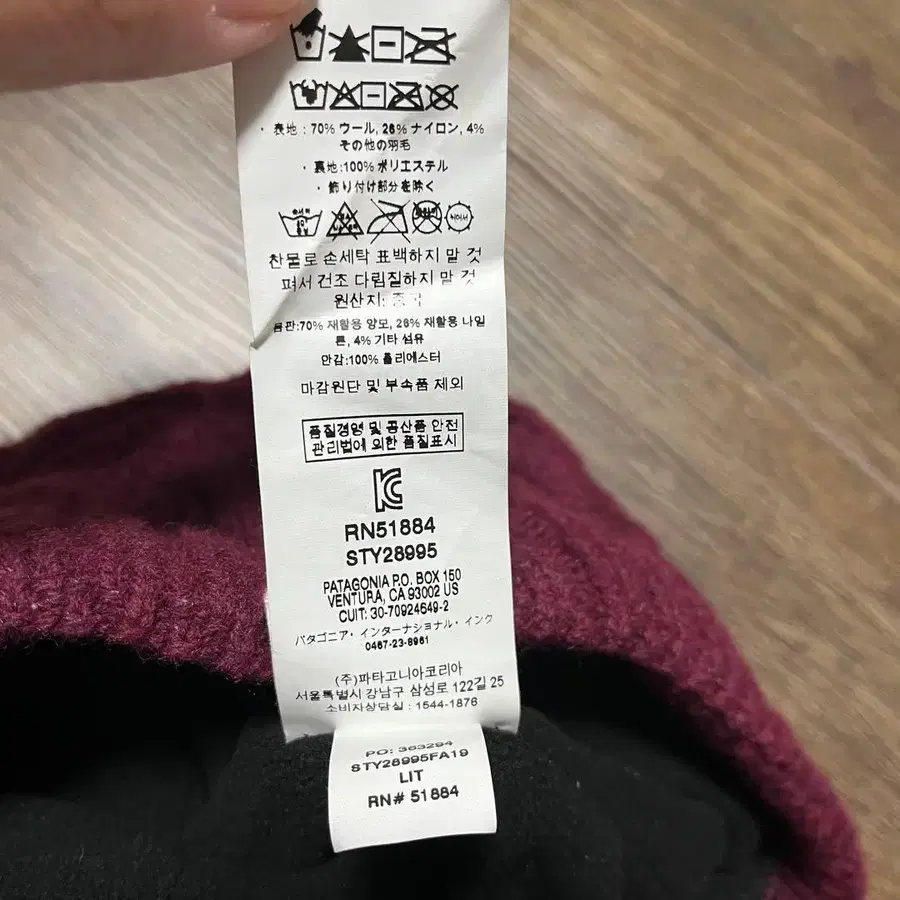 ・表地 : 70% ウール, 26% ナイロン, 4%
その他の羽毛
・裏地:100% ポリエステル
・飾り付け部分を除く
찬물로 손세탁 표백하지 말 것
펴서 건조 다림질하지 말 것
원산지: 중국
몸판:70% 재활용 양모, 26% 재활용 나일
론, 4% 기타 섬유
안감:100% 폴리에스터
마감원단 및 부속품 제외
품질경영 및 공산품 안전
관리법에 의한 품질표시
RN51884
STY28995
PATAGONIA P.O. BOX 150
VENTURA, CA 93002 US
CUIT: 30-70924649-2
パタゴニア・インターナショナル・インク
0467-23-8961
(주)파타고니아코리아
서울특별시 강남구 삼성로 122길 25
소비자상담실 : 1544-1876
PO: 363294
STY28995FA19
LIT
RN# 51884